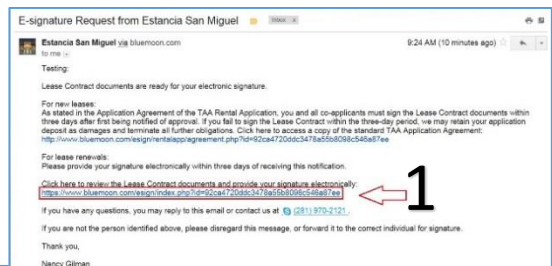 E-signature Request from Estancia San Miguel Inbox x
Estancia San Miguel via bluemoon.com 9:24 AM (10 minutes ago)
to me
Testing:
Lease Contract documents are ready for your electronic signature.
For new leases:
As stated in the Application Agreement of the TAA Rental Application, you and all co-applicants must sign the Lease Contract documents within
three days after first being notified of approval. If you fail to sign the Lease Contract within the three-day period, we may retain your application
deposit as damages and terminate all further obligations. Click here to access a copy of the standard TAA Application Agreement:
http://www.bluemoon.com/esign/rentalapp/agreement.php?id=92ca4720ddc3478a55b8098c546a87ee
For lease renewals:
Please provide your signature electronically within three days of receiving this notification.
Click here to review the Lease Contract documents and provide your signature electronically:
https://www.bluemoon.com/esign/index.php?id=92ca4720ddc3478a55b8098c546a87ee
1
If you have any questions, you may reply to this email or contact us at (281) 970-2121.
If you are not the person identified above, please disregard this message, or forward it to the correct individual for signature.
Thank you,
Nancy Gilman